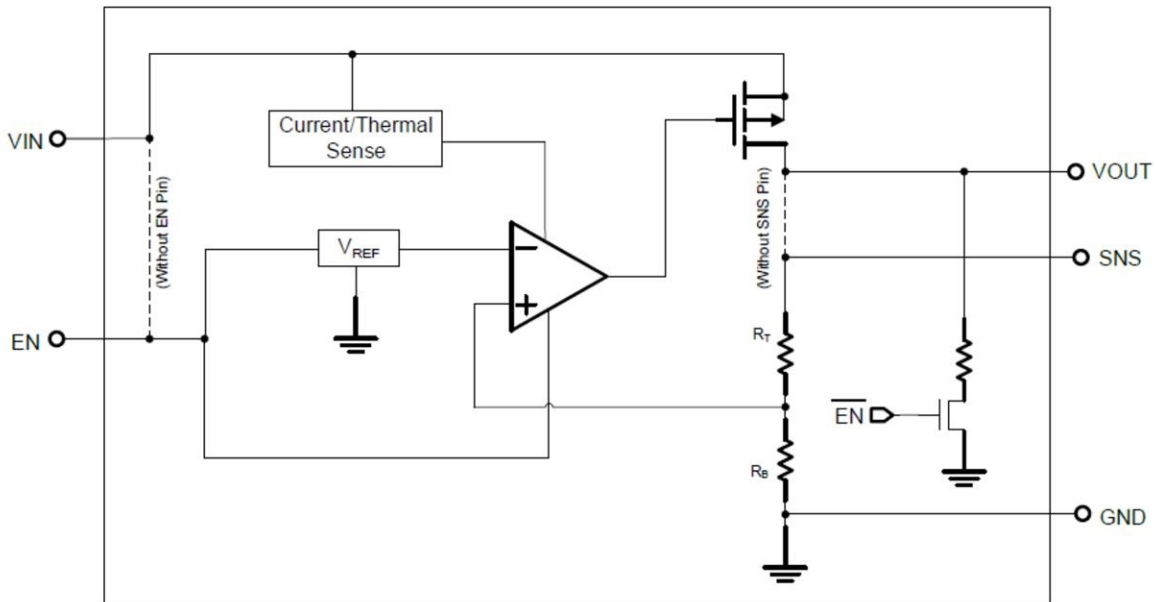 Current/Thermal
Sense
VIN
(Without EN Pin)
(Without SNS Pin)
VOUT
VREF
−
SNS
+
EN
RT
EN
RB
GND